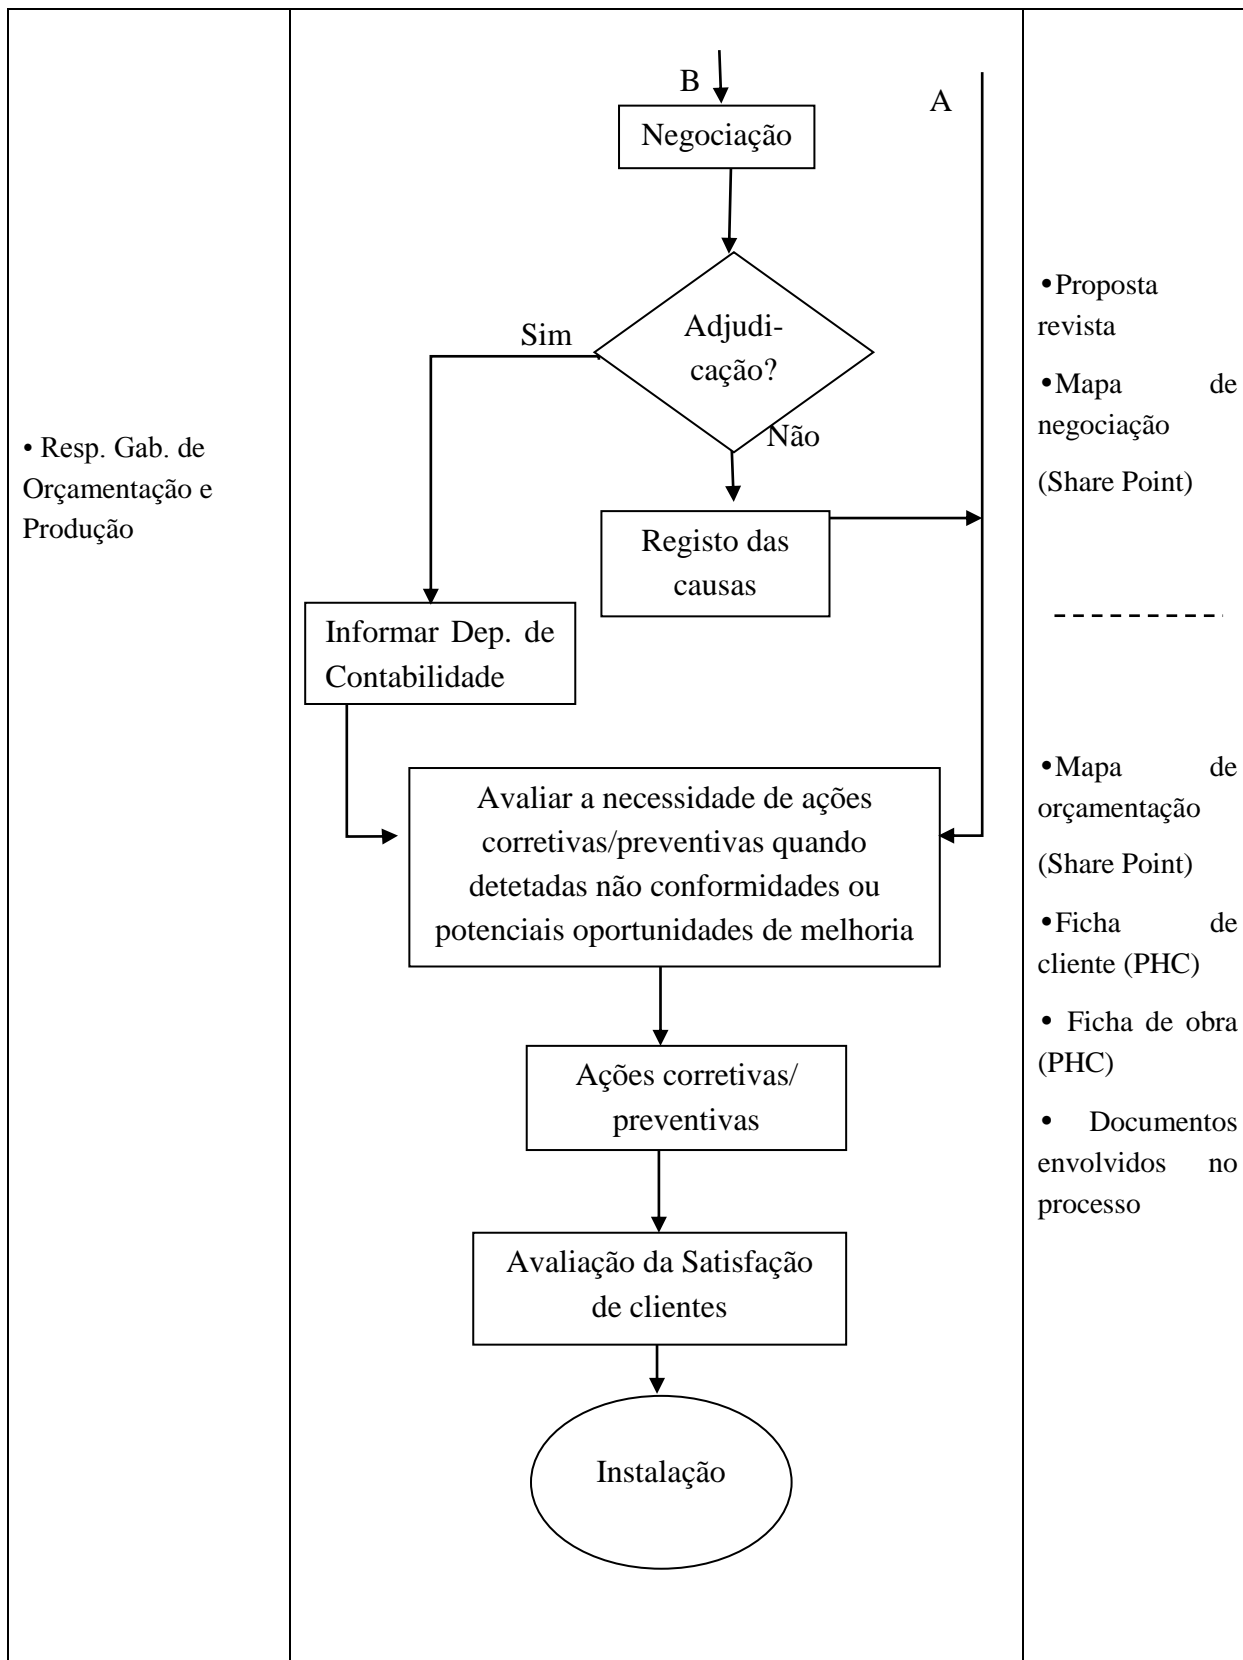 • Resp. Gab. de
Orçamentação e
Produção
B
A
Negociação
Adjudi-
cação?
Sim
Não
Registo das
causas
Informar Dep. de
Contabilidade
Avaliar a necessidade de ações
corretivas/preventivas quando
detetadas não conformidades ou
potenciais oportunidades de melhoria
Ações corretivas/
preventivas
Avaliação da Satisfação
de clientes
Instalação
•Proposta
revista
•Mapa de
negociação
(Share Point)
•Mapa de
orçamentação
(Share Point)
•Ficha de
cliente (PHC)
• Ficha de obra
(PHC)
• Documentos
envolvidos no
processo